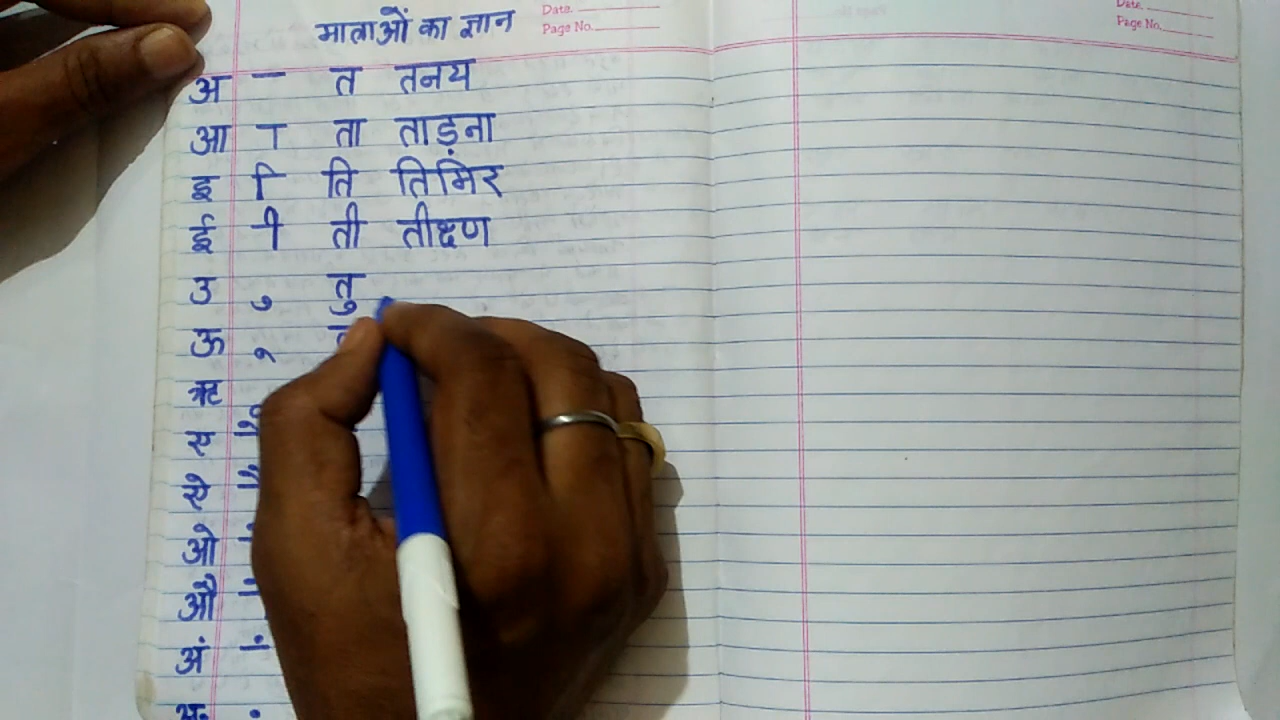 मात्राओं का ज्ञान
Date.
Page No.
Date.
Page No.
अ - त तनय
आ ा ता ताड़ना
इ ि ति तिमिर
ई ी ती तीक्ष्ण
उ ु तु
ऊ ू
ऋ
ए
ऐ
ओ
औ
अं ं